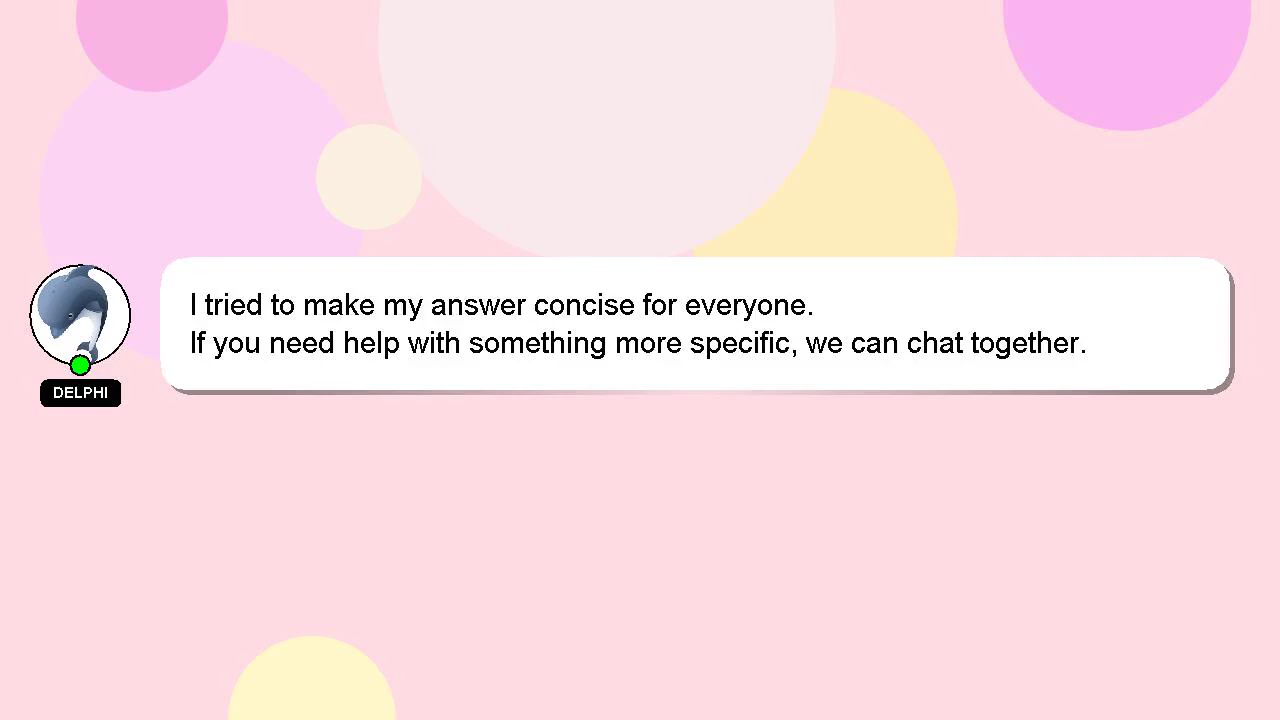 I tried to make my answer concise for everyone.
If you need help with something more specific, we can chat together.
DELPHI